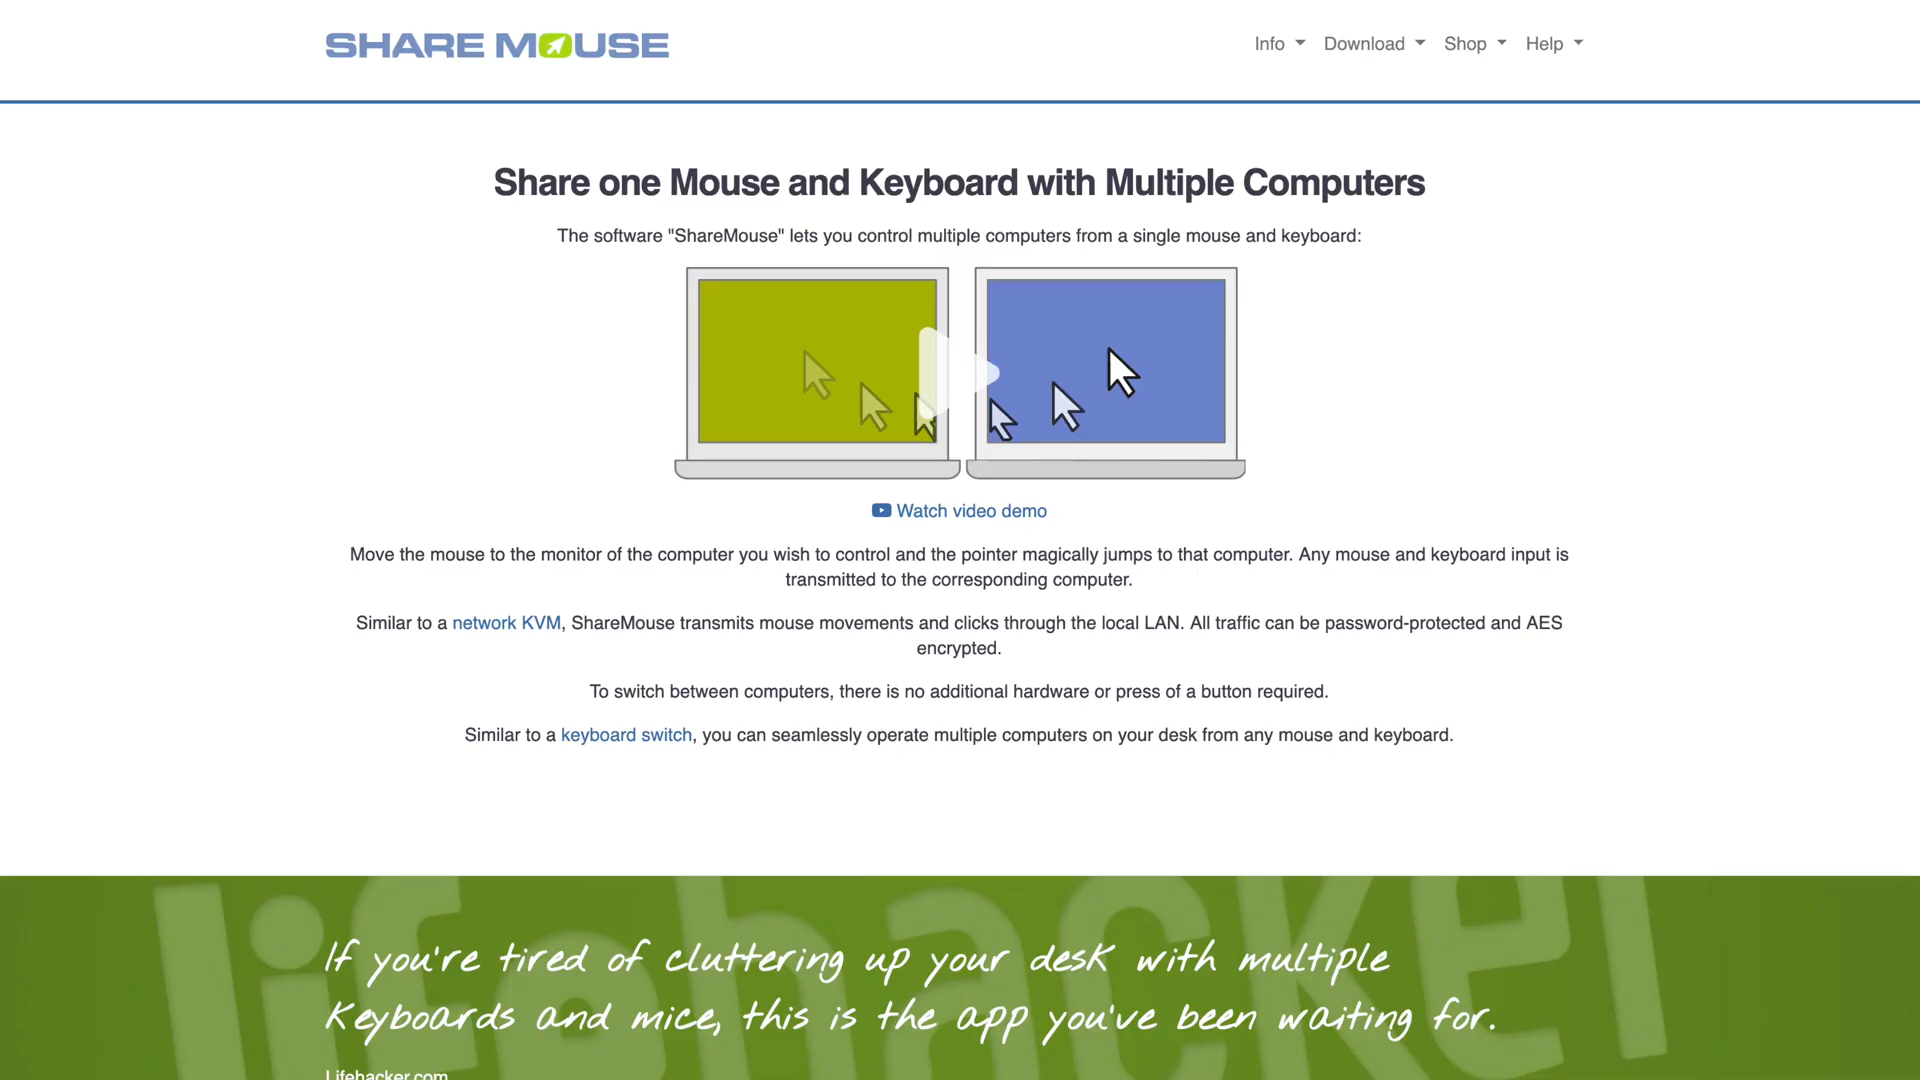 SHARE MOUSE
Info Download Shop Help
Share one Mouse and Keyboard with Multiple Computers
The software "ShareMouse" lets you control multiple computers from a single mouse and keyboard:
Watch video demo
Move the mouse to the monitor of the computer you wish to control and the pointer magically jumps to that computer. Any mouse and keyboard input is
transmitted to the corresponding computer.
Similar to a network KVM, ShareMouse transmits mouse movements and clicks through the local LAN. All traffic can be password-protected and AES
encrypted.
To switch between computers, there is no additional hardware or press of a button required.
Similar to a keyboard switch, you can seamlessly operate multiple computers on your desk from any mouse and keyboard.
lifehacker
If you're tired of cluttering up your desk with multiple
keyboards and mice, this is the app you've been waiting for.
Lifehacker.com